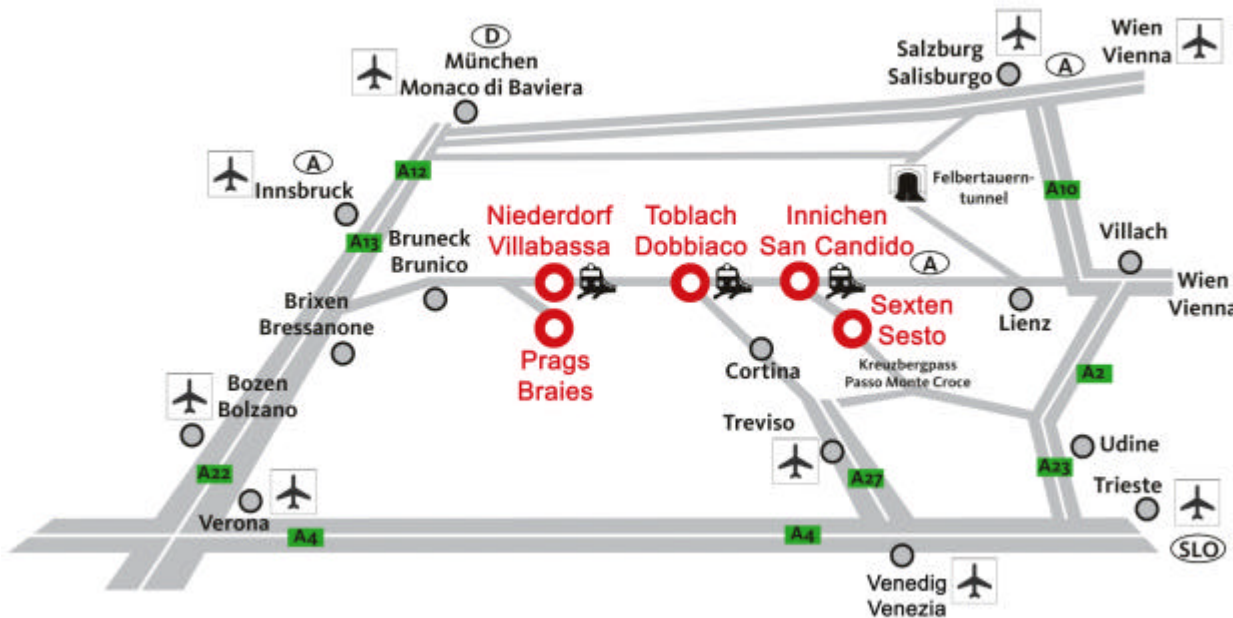 D
München
Monaco di Baviera
Salzburg
Salisburgo
A
Wien
Vienna
A
Innsbruck
A12
A13
Felbertauern-
tunnel
A10
Niederdorf
Villabassa
Toblach
Dobbiaco
Innichen
San Candido
Bruneck
Brunico
A
Villach
Wien
Vienna
Brixen
Bressanone
Sexten
Sesto
Lienz
Prags
Braies
Cortina
Kreuzbergpass
Passo Monte Croce
A2
Bozen
Bolzano
Treviso
Udine
A22
A27
A23
Trieste
Verona
A4
A4
SLO
Venedig
Venezia